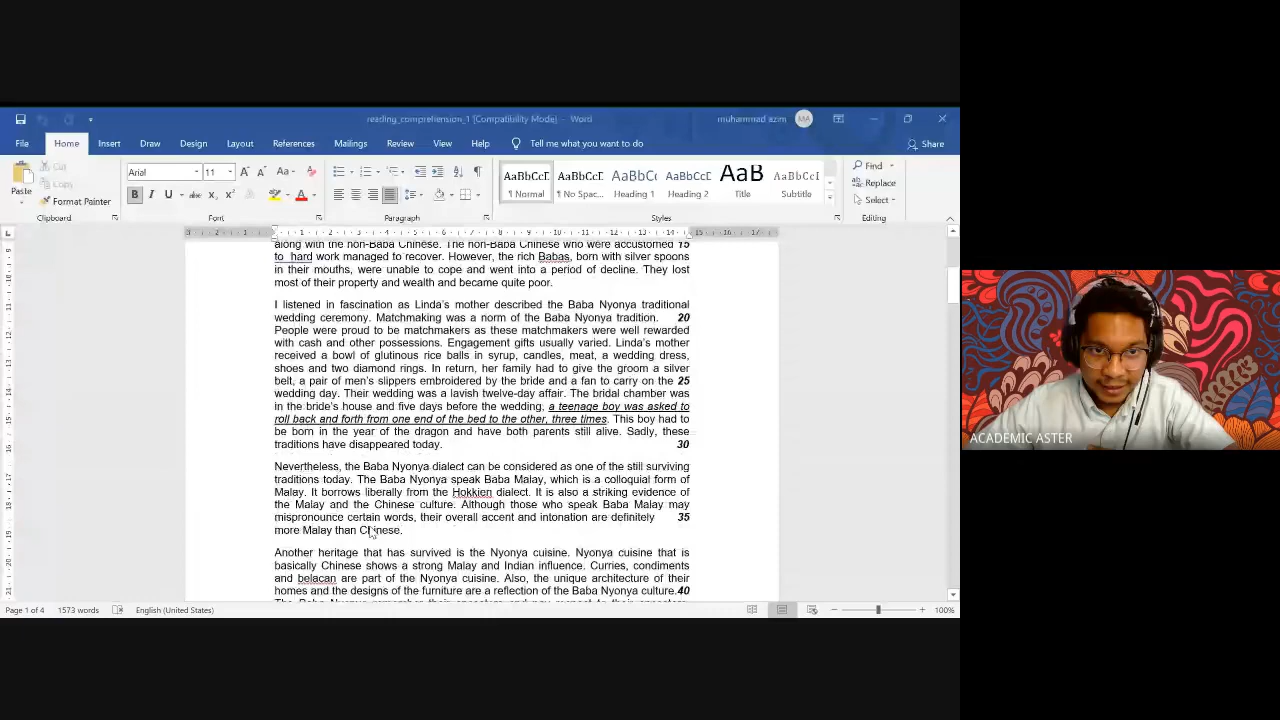 reading_comprehension_1 [Compatibility Mode] - Word
muhammad azim
MA
File Home Insert Draw Design Layout References Mailings Review View Help Tell me what you want to do
Share
Paste
Cut
Copy
Format Painter
Clipboard
Arial 11
Font
Paragraph
AaBbCcI AaBbCcI AaBbCcI AaBbCcI AaB AaBbCcI
¶ Normal ¶ No Spac... Heading 1 Heading 2 Title Subtitle
Styles
Find
Replace
Select
Editing
along with the non-Baba Chinese. The non-Baba Chinese who were accustomed 15
to hard work managed to recover. However, the rich Babas, born with silver spoons
in their mouths, were unable to cope and went into a period of decline. They lost
most of their property and wealth and became quite poor.
I listened in fascination as Linda's mother described the Baba Nyonya traditional
wedding ceremony. Matchmaking was a norm of the Baba Nyonya tradition. 20
People were proud to be matchmakers as these matchmakers were well rewarded
with cash and other possessions. Engagement gifts usually varied. Linda's mother
received a bowl of glutinous rice balls in syrup, candles, meat, a wedding dress,
shoes and two diamond rings. In return, her family had to give the groom a silver
belt, a pair of men's slippers embroidered by the bride and a fan to carry on the 25
wedding day. Their wedding was a lavish twelve-day affair. The bridal chamber was
in the bride's house and five days before the wedding, a teenage boy was asked to
roll back and forth from one end of the bed to the other, three times. This boy had to
be born in the year of the dragon and have both parents still alive. Sadly, these
traditions have disappeared today. 30
Nevertheless, the Baba Nyonya dialect can be considered as one of the still surviving
traditions today. The Baba Nyonya speak Baba Malay, which is a colloquial form of
Malay. It borrows liberally from the Hokkien dialect. It is also a striking evidence of
the Malay and the Chinese culture. Although those who speak Baba Malay may
mispronounce certain words, their overall accent and intonation are definitely 35
more Malay than Chinese.
Another heritage that has survived is the Nyonya cuisine. Nyonya cuisine that is
basically Chinese shows a strong Malay and Indian influence. Curries, condiments
and belacan are part of the Nyonya cuisine. Also, the unique architecture of their
homes and the designs of the furniture are a reflection of the Baba Nyonya culture.40
Page 1 of 4 1573 words English (United States) 100%
ACADEMIC ASTER